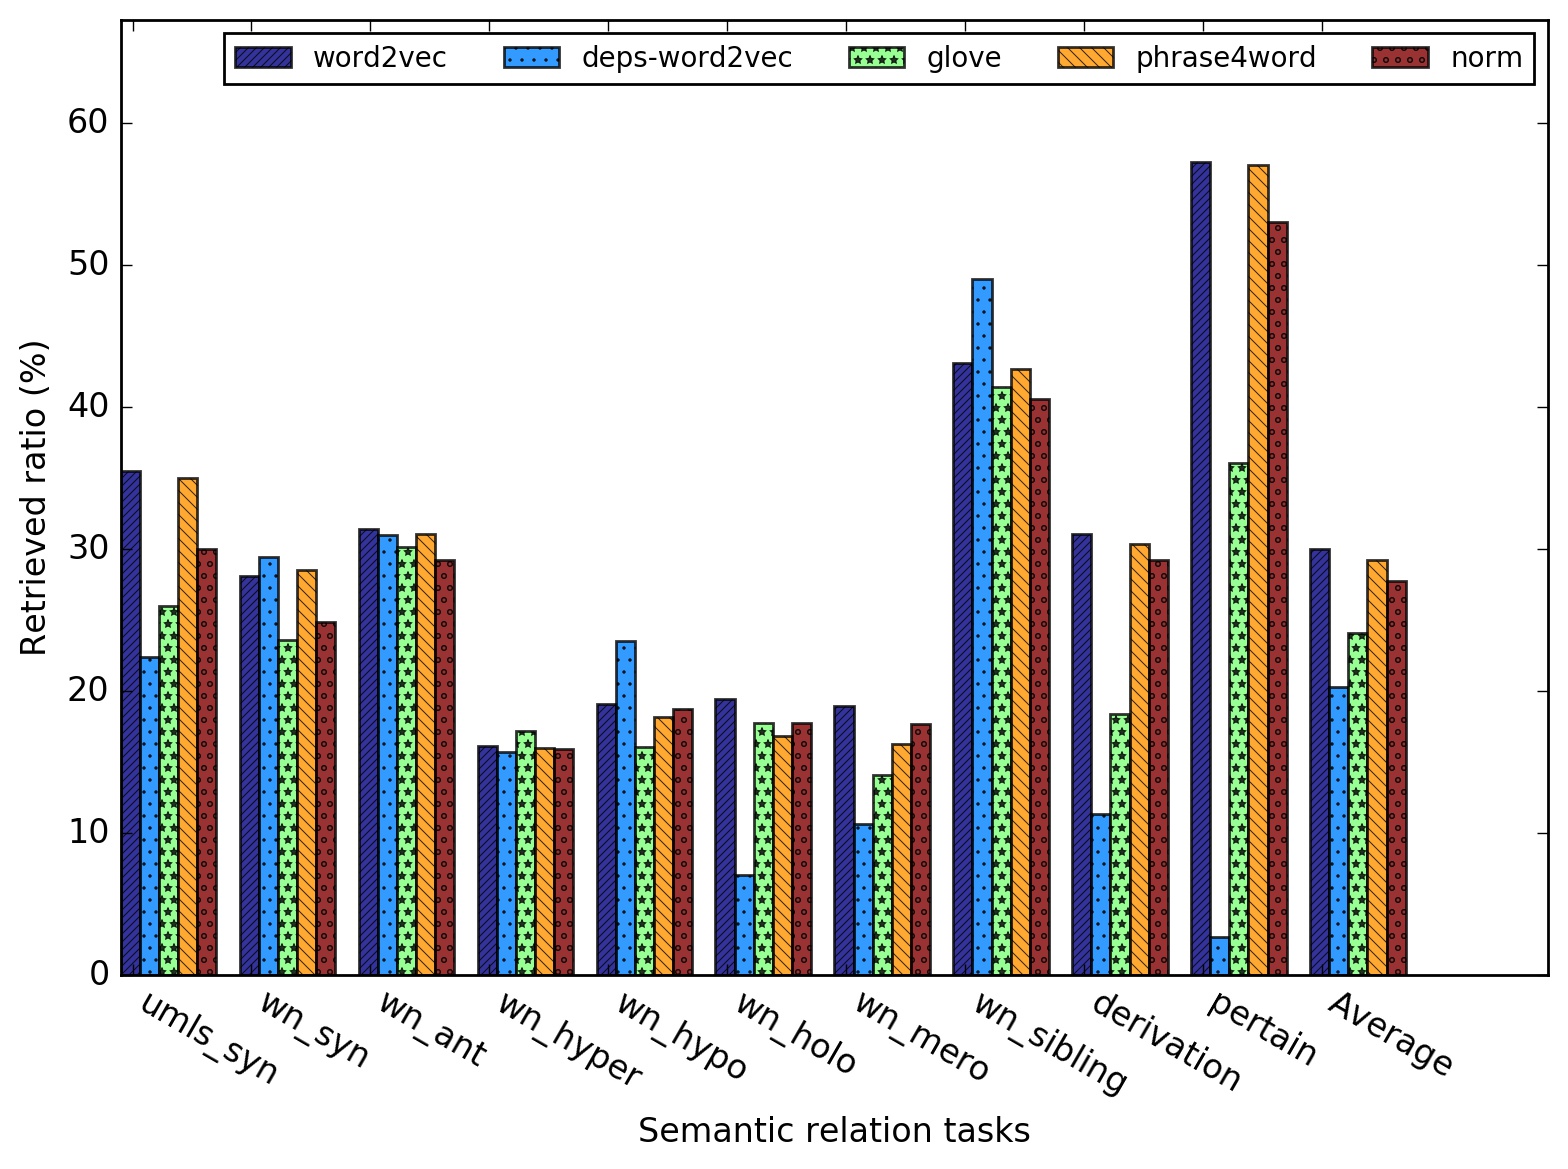 word2vec deps-word2vec glove phrase4word norm
60
50
40
30
20
10
0
Retrieved ratio (%)
umls_syn wn_syn wn_ant wn_hyper wn_hypo wn_holo wn_mero wn_sibling derivation pertain Average
Semantic relation tasks